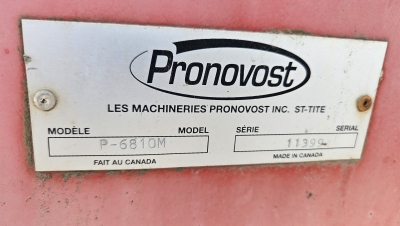 Pronovost
LES MACHINERIES PRONOVOST INC. ST-TITE
MODÈLE MODEL SÉRIE SERIAL
P-6810M 11399
FAIT AU CANADA MADE IN CANADA